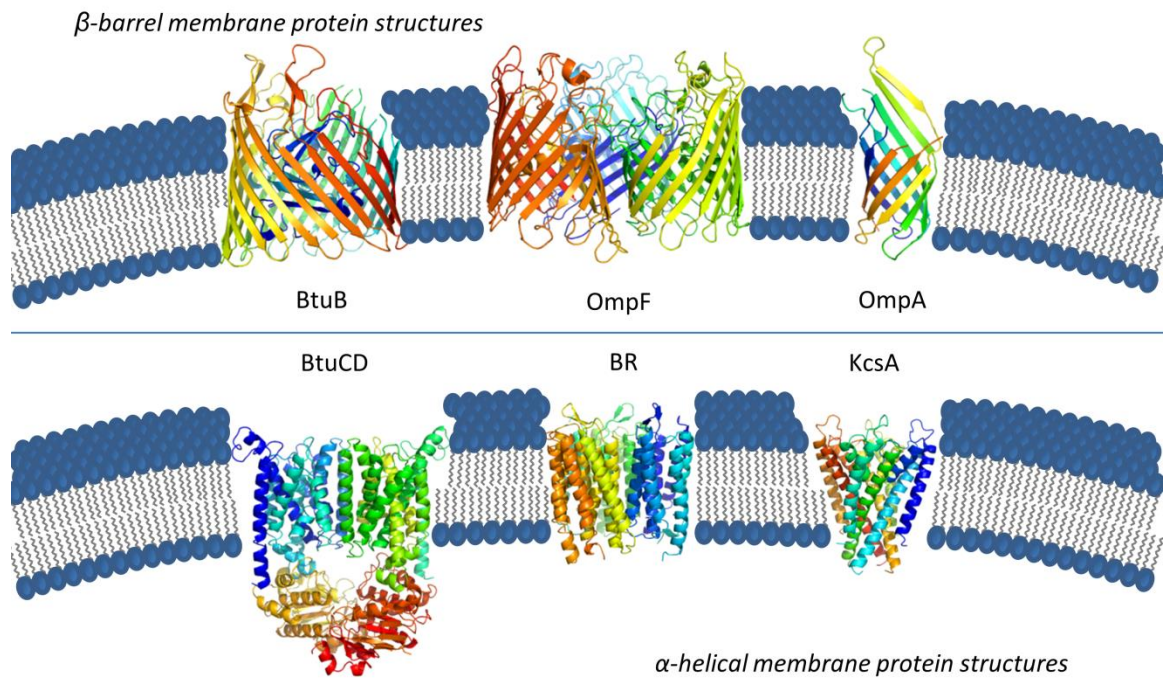 β-barrel membrane protein structures
BtuB
OmpF
OmpA
BtuCD
BR
KcsA
α-helical membrane protein structures